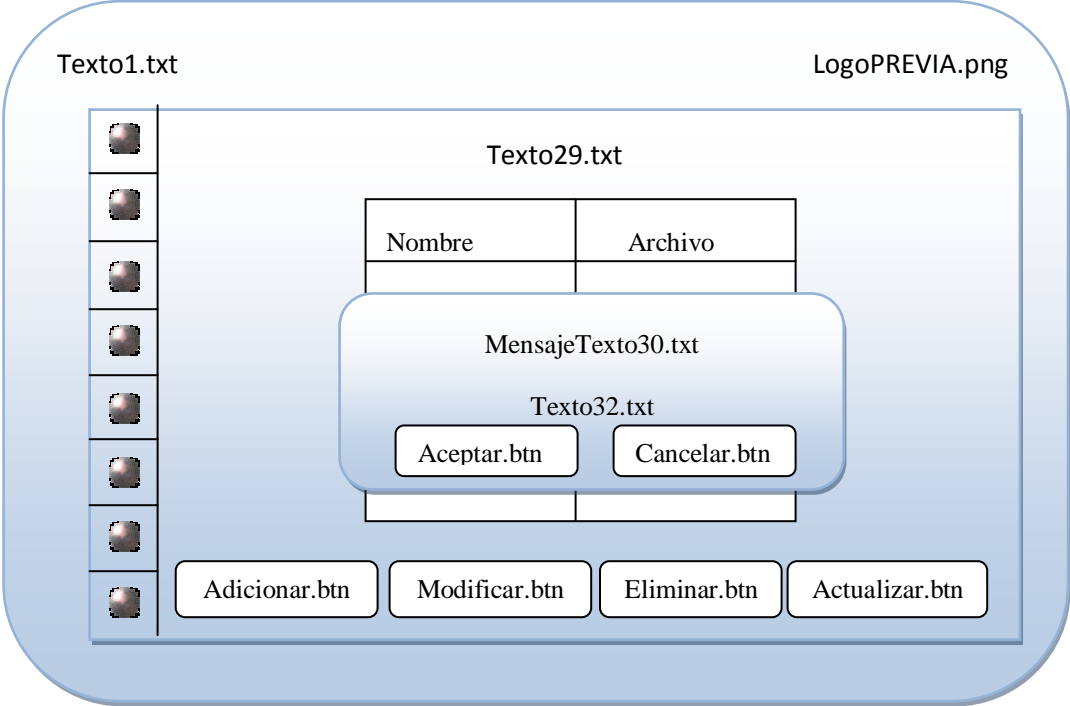 Texto1.txt LogoPREVIA.png
Texto29.txt
Nombre Archivo
MensajeTexto30.txt
Texto32.txt
Aceptar.btn Cancelar.btn
Adicionar.btn Modificar.btn Eliminar.btn Actualizar.btn